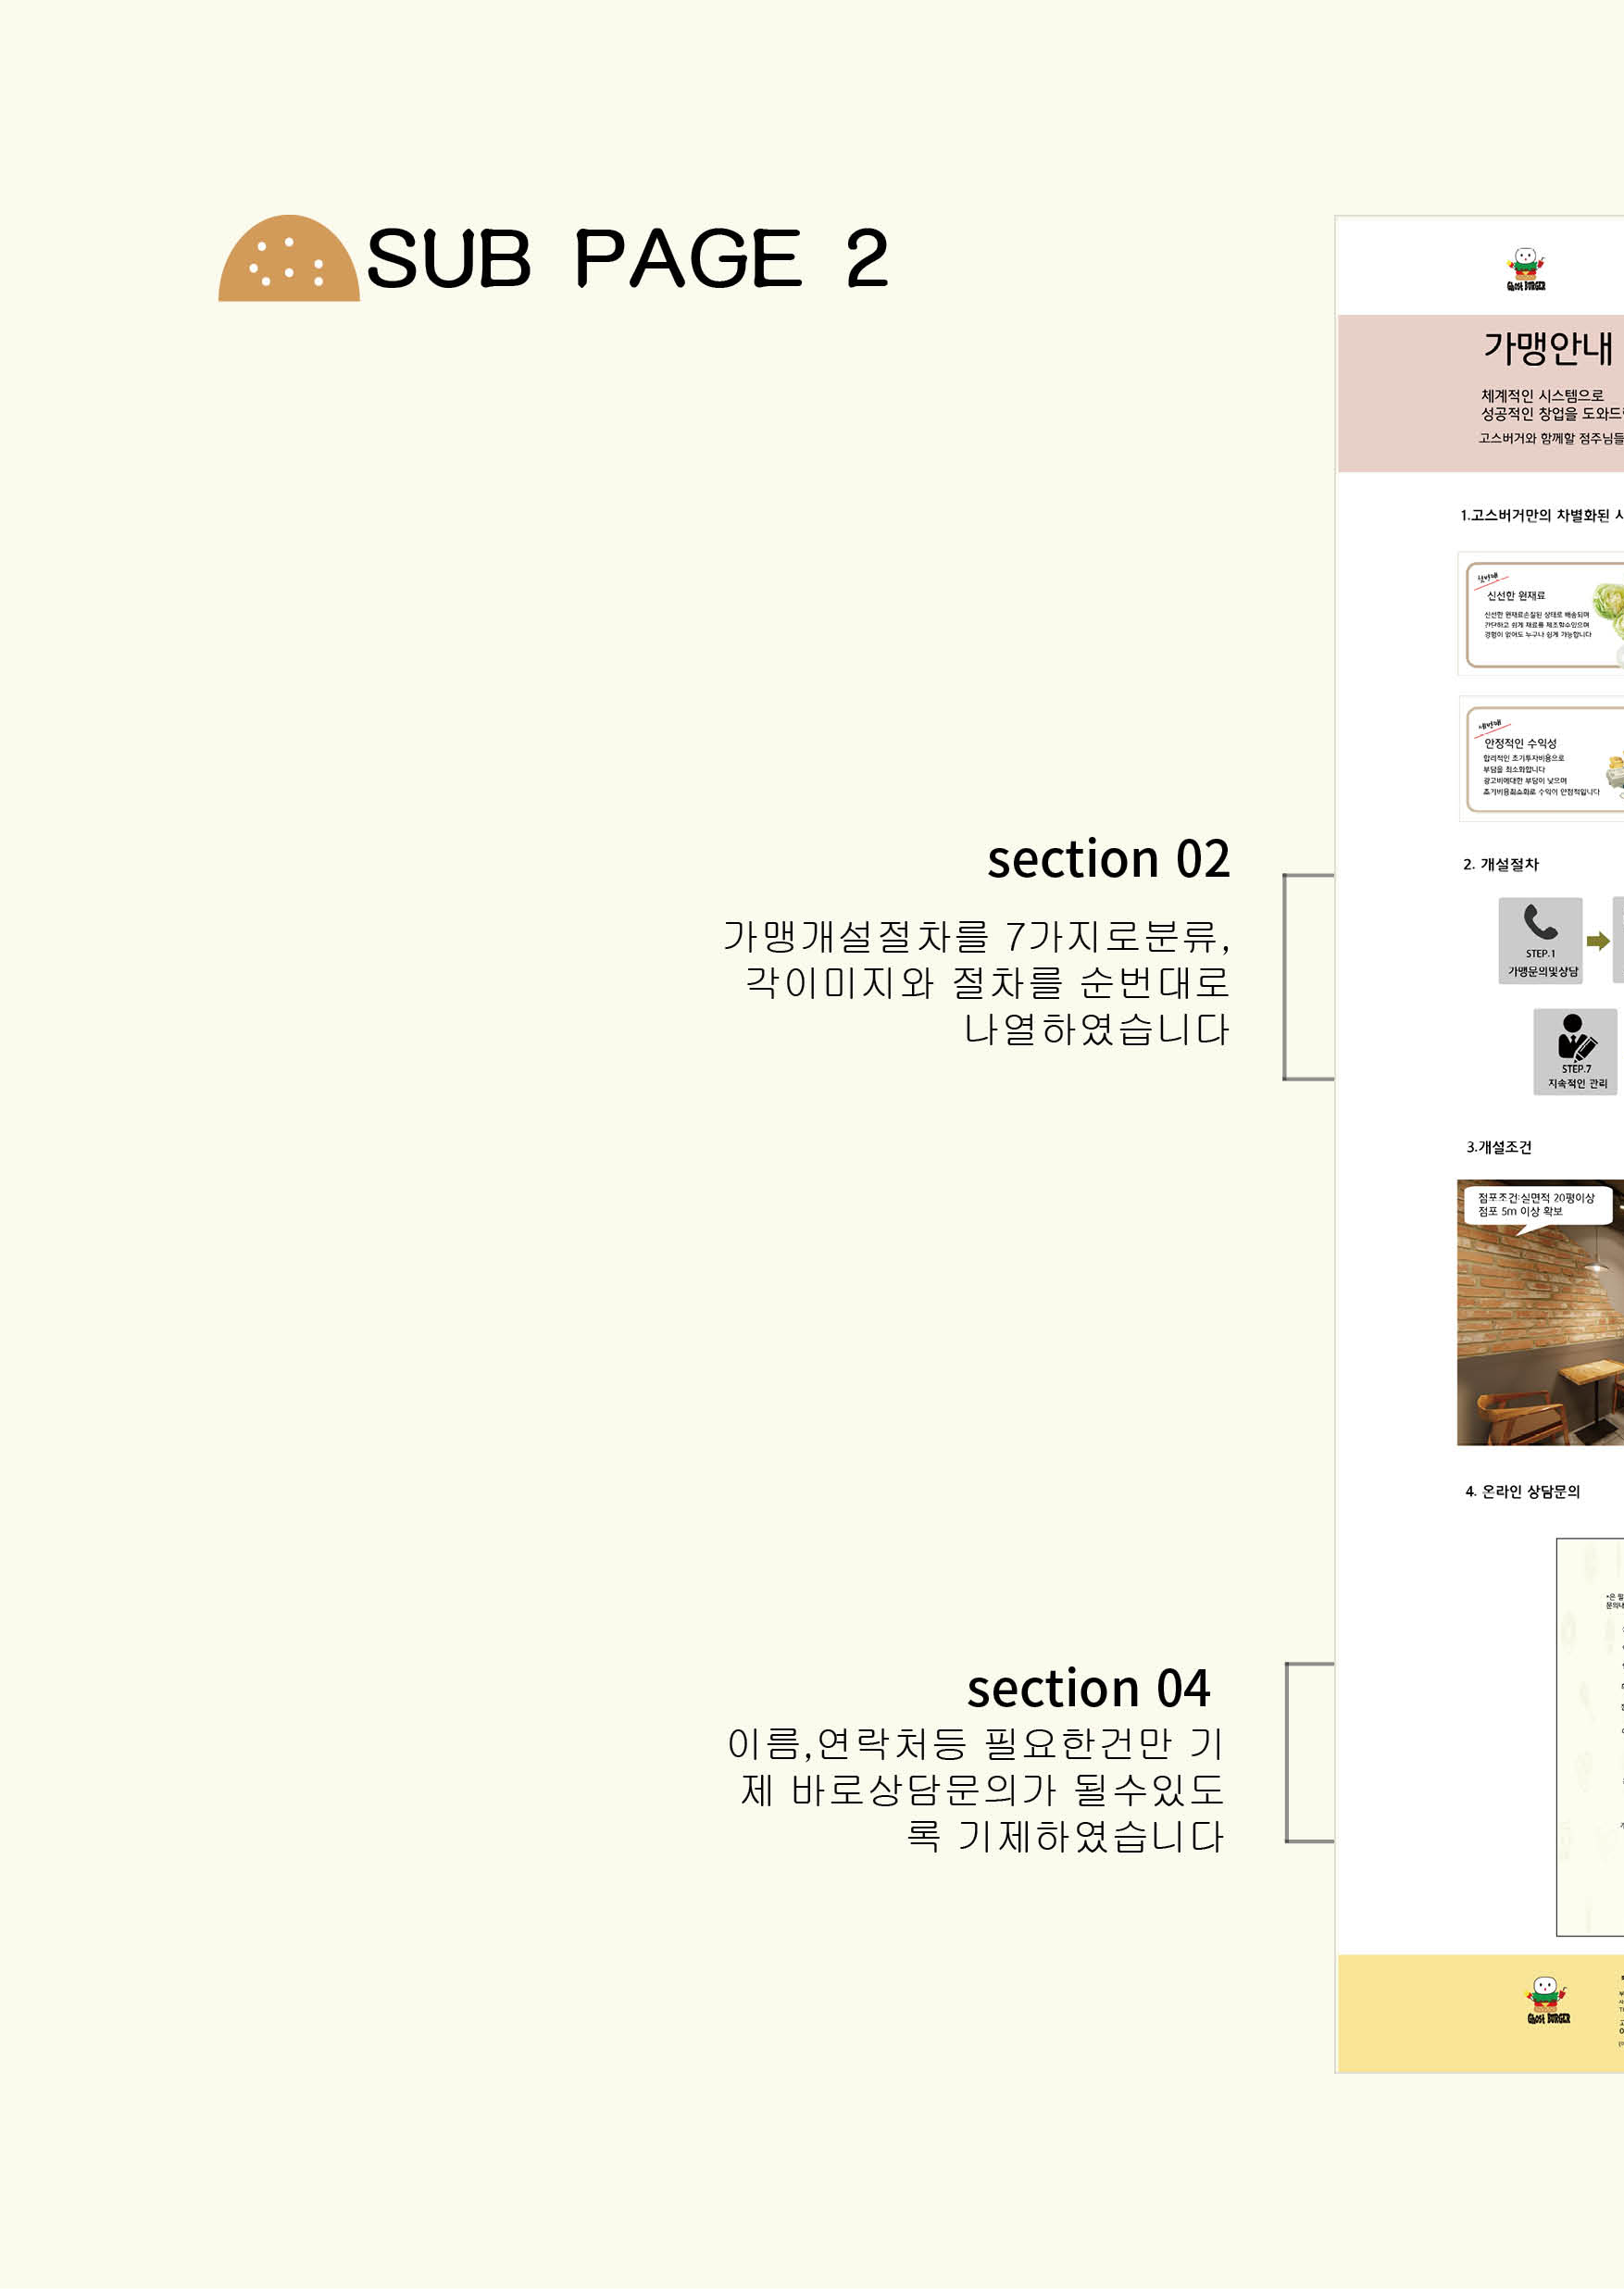 SUB PAGE 2
section 02
가맹개설절차를 7가지로분류,
각이미지와 절차를 순번대로
나열하였습니다
section 04
이름,연락처등 필요한건만 기
제 바로상담문의가 될수있도
록 기제하였습니다
GHOST BURGER
가맹안내
체계적인 시스템으로
성공적인 창업을 도와드
고스버거와 함께할 점주님들
1.고스버거만의 차별화된
첫번째
신선한 원재료
신선한 원재료손질된 상태로 배송되며
간단하고 쉽게 재료를 제조할수있으며
경험이 없어도 누구나 쉽게 가능합니다
안정적인 수익성
합리적인 초기투자비용으로
부담을 최소화합니다
광고비에대한 부담이 낮으며
초기비용최소화로 수익이 안정적입니다
2. 개설절차
STEP.1
가맹문의및상담
STEP.7
지속적인 관리
3.개설조건
점포조건:실면적 20평이상
점포 5m 이상 확보
4. 온라인 상담문의
GHOST BURGER